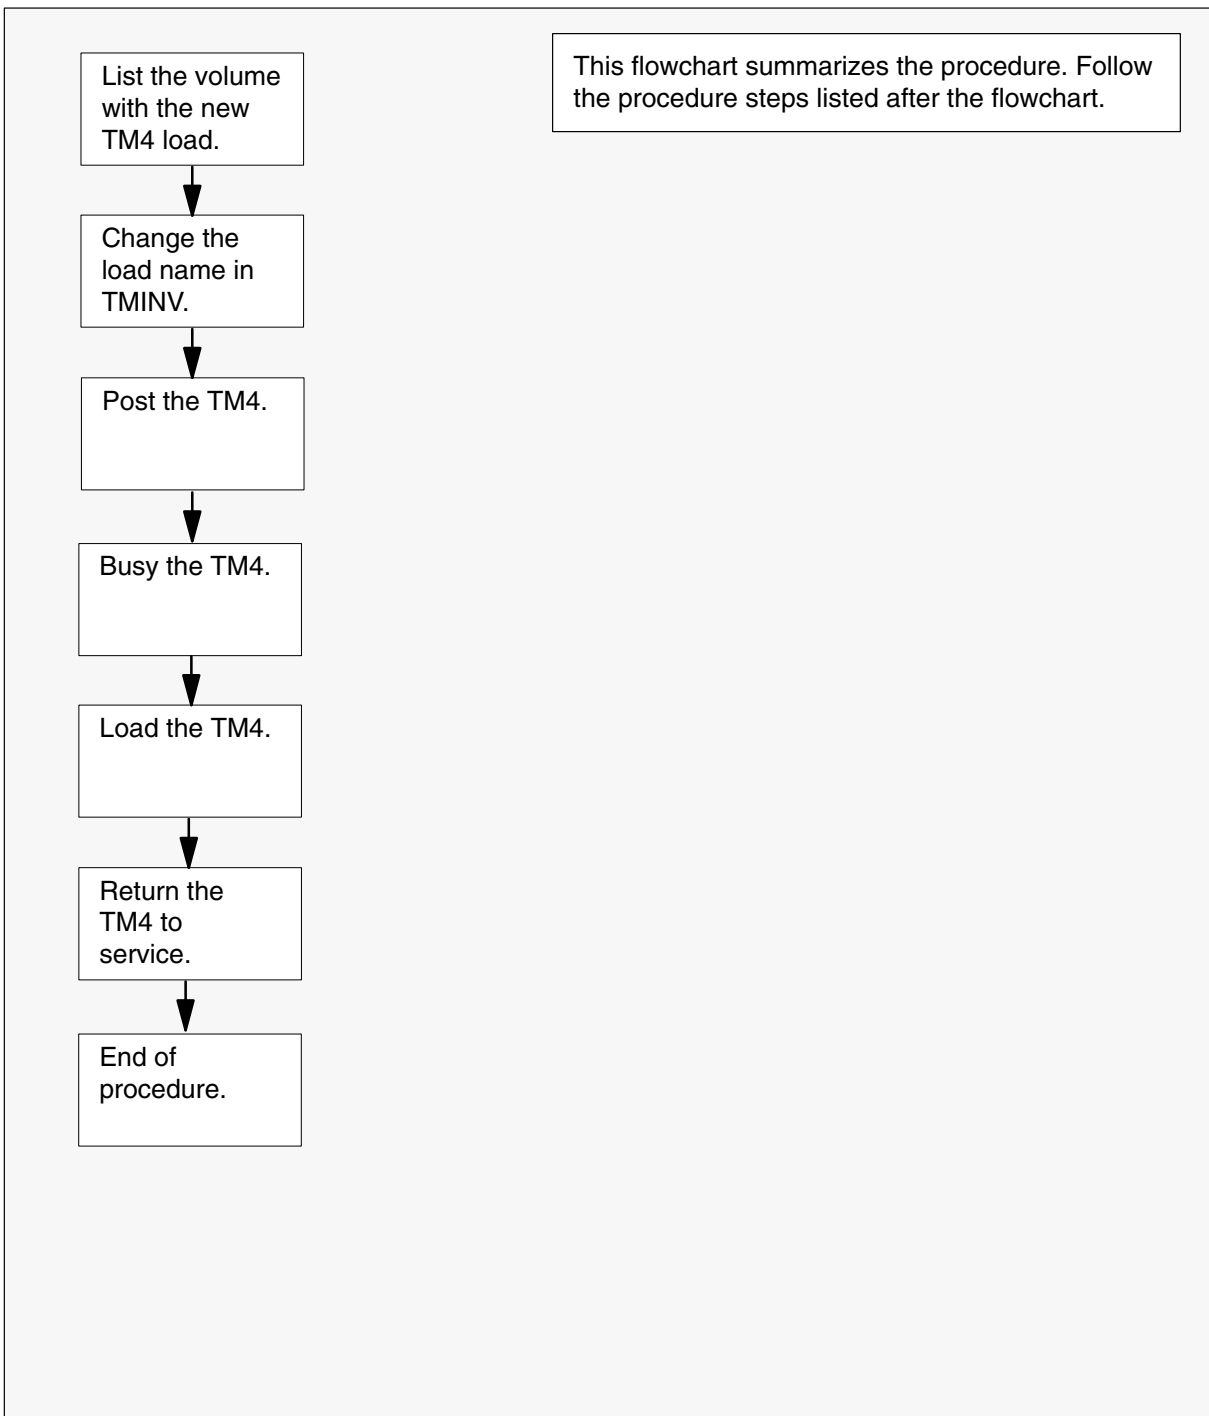 List the volume
with the new
TM4 load.
This flowchart summarizes the procedure. Follow
the procedure steps listed after the flowchart.
Change the
load name in
TMINV.
Post the TM4.
Busy the TM4.
Load the TM4.
Return the
TM4 to
service.
End of
procedure.